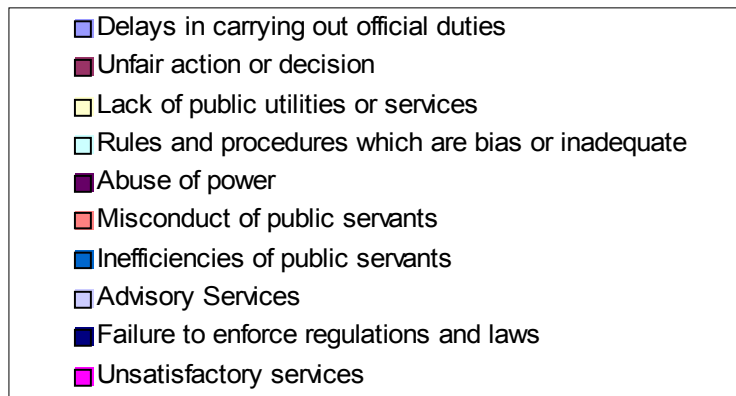 Delays in carrying out official duties
Unfair action or decision
Lack of public utilities or services
Rules and procedures which are bias or inadequate
Abuse of power
Misconduct of public servants
Inefficiencies of public servants
Advisory Services
Failure to enforce regulations and laws
Unsatisfactory services